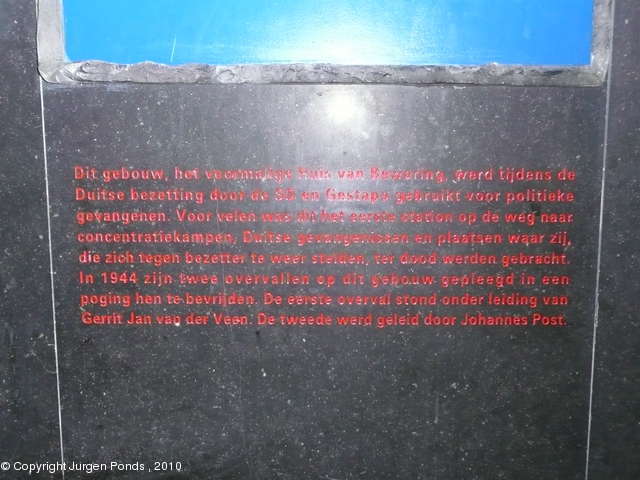 Dit gebouw, het voormalige Huis van Bewaring, werd tijdens de
Duitse bezetting door de SS en Gestapo gebruikt voor politieke
gevangenen. Voor velen was dit het eerste station op de weg naar
concentratiekampen, Duitse gevangenissen en plaatsen waar zij,
die zich tegen bezetter te weer stelden, ter dood werden gebracht.
In 1944 zijn twee overvallen op dit gebouw gepleegd in een
poging hen te bevrijden. De eerste overval stond onder leiding van
Gerrit Jan van der Veen. De tweede werd geleid door Johannes Post.
© Copyright Jurgen Ponds , 2010